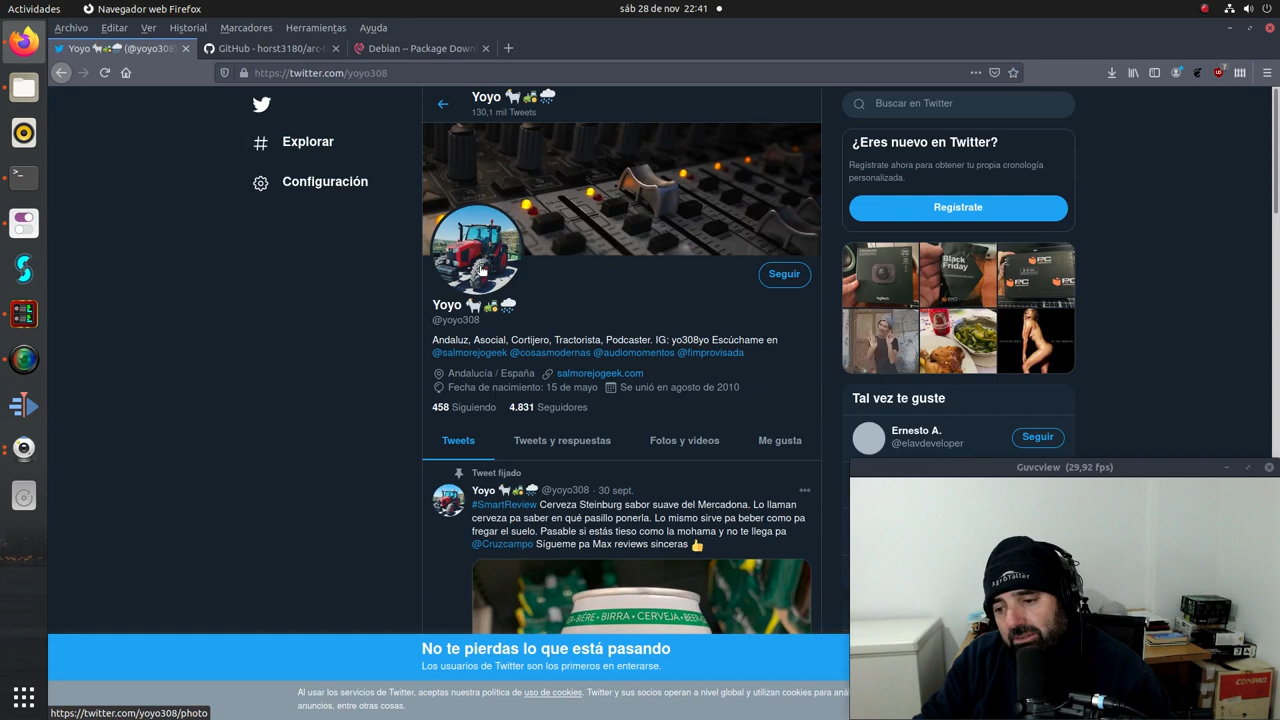 Actividades
Navegador web Firefox
sáb 28 de nov 22:41
Archivo Editar Ver Historial Marcadores Herramientas Ayuda
Yoyo (@yoyo308)
GitHub - horst3180/arc-
Debian -- Package Down
https://twitter.com/yoyo308
Yoyo
130,1 mil Tweets
Buscar en Twitter
Explorar
Configuración
¿Eres nuevo en Twitter?
Regístrate ahora para obtener tu propia cronología
personalizada.
Regístrate
Seguir
Yoyo
@yoyo308
Andaluz, Asocial, Cortijero, Tractorista, Podcaster. IG: yo308yo Escúchame en
@salmorejogeek @cosasmodernas @audiomomentos @fimprovisada
Andalucía / España salmorejogeek.com
Fecha de nacimiento: 15 de mayo Se unió en agosto de 2010
458 Siguiendo 4.831 Seguidores
Tweets Tweets y respuestas Fotos y videos Me gusta
Black
Friday
PC
PC
Tal vez te guste
Ernesto A.
@elavdeveloper
Seguir
Tweet fijado
Yoyo @yoyo308 · 30 sept.
#SmartReview Cerveza Steinburg sabor suave del Mercadona. Lo llaman
cerveza pa saber en qué pasillo ponerla. Lo mismo sirve pa beber como pa
fregar el suelo. Pasable si estás tieso como la mohama y no te llega pa
@Cruzcampo Sígueme pa Max reviews sinceras
BIÈRE • BIRRA • CERVEJA • BEER
Guvcview (29,92 fps)
AGROTALLER
COMPAQ
No te pierdas lo que está pasando
Los usuarios de Twitter son los primeros en enterarse.
Al usar los servicios de Twitter, aceptas nuestra política de uso de cookies. Twitter y sus socios operan a nivel global y utilizan cookies para aná
anuncios, entre otras cosas.
https://twitter.com/yoyo308/photo